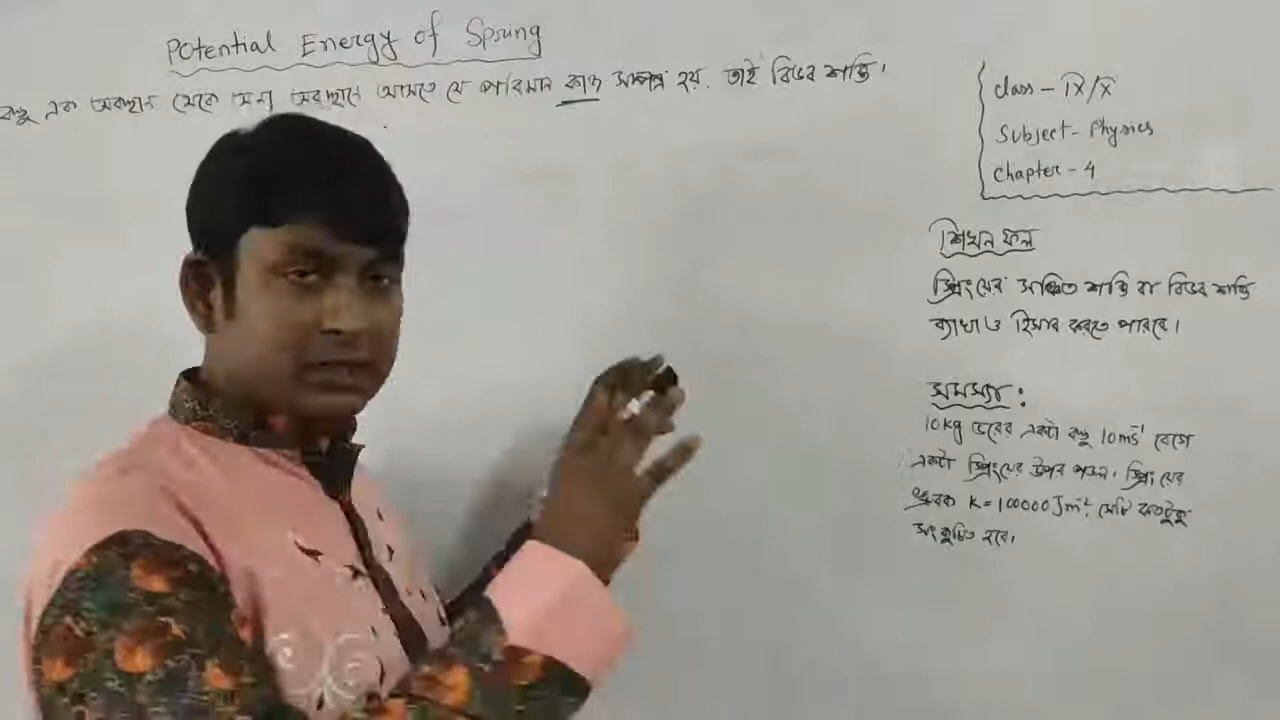 Potential Energy of Spring
বস্তু এক অবস্থান থেকে অন্য অবস্থানে আসতে যে পরিমান কাজ সম্পন্ন হয়. তাই বিভব শক্তি।
class - IX/X
Subject - Physics
Chapter - 4
শিখন ফল
স্প্রিংয়ের সঞ্চিত শক্তি বা বিভব শক্তি
ব্যাখ্যা ও হিসাব করতে পারবে।
সমস্যা:
10kg ভরের একটা বস্তু 10ms⁻¹ বেগে
একটা স্প্রিংয়ের উপর পড়ল। স্প্রিংয়ের
ধ্রুবক K = 100000Jm⁻², সেটি কতটুকু
সংকুচিত হবে।